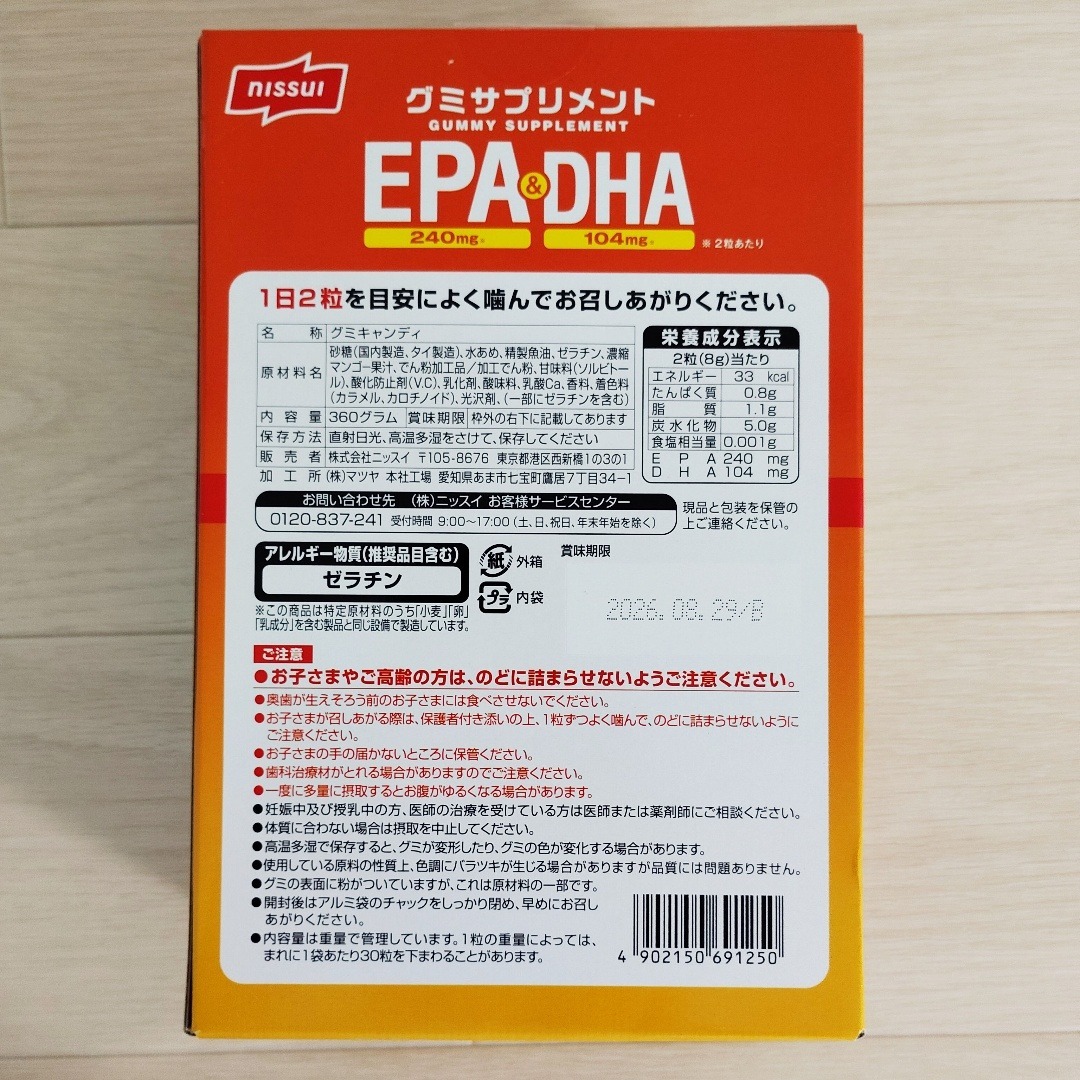 nissui
グミサプリメント
GUMMY SUPPLEMENT
EPA&DHA
240mg※ 104mg※ ※2粒あたり
1日2粒を目安によく噛んでお召しあがりください。
名称 グミキャンディ
原材料名 砂糖(国内製造、タイ製造)、水あめ、精製魚油、ゼラチン、濃縮
マンゴー果汁、でん粉加工品/加工でん粉、甘味料(ソルビトー
ル)、酸化防止剤(V.C)、乳化剤、酸味料、乳酸Ca、香料、着色料
(カラメル、カロチノイド)、光沢剤、(一部にゼラチンを含む)
内容量 360グラム 賞味期限 枠外の右下に記載してあります
保存方法 直射日光、高温多湿をさけて、保存してください
販売者 株式会社ニッスイ 〒105-8676 東京都港区西新橋1の3の1
加工所 (株)マツヤ 本社工場 愛知県あま市七宝町鷹居7丁目34-1
栄養成分表示
2粒(8g)当たり
エネルギー 33 kcal
たんぱく質 0.8g
脂質 1.1g
炭水化物 5.0g
食塩相当量 0.001g
EPA 240 mg
DHA 104 mg
お問い合わせ先 (株)ニッスイ お客様サービスセンター
0120-837-241 受付時間 9:00~17:00(土、日、祝日、年末年始を除く)
現品と包装を保管の
上ご連絡ください。
アレルギー物質(推奨品目含む)
ゼラチン
※この商品は特定原材料のうち「小麦」「卵」
「乳成分」を含む製品と同じ設備で製造しています。
紙 外箱
プラ 内袋
賞味期限
2026.08.29/B
ご注意
●お子さまやご高齢の方は、のどに詰まらせないようご注意ください。
●奥歯が生えそろう前のお子さまには食べさせないでください。
●お子さまが召しあがる際は、保護者付き添いの上、1粒ずつよく噛んで、のどに詰まらせないように
ご注意ください。
●お子さまの手の届かないところに保管ください。
●歯科治療材がとれる場合がありますのでご注意ください。
●一度に多量に摂取するとお腹がゆるくなる場合があります。
●妊娠中及び授乳中の方、医師の治療を受けている方は医師または薬剤師にご相談ください。
●体質に合わない場合は摂取を中止してください。
●高温多湿で保存すると、グミが変形したり、グミの色が変化する場合があります。
●使用している原料の性質上、色調にバラツキが生じる場合がありますが品質には問題ありません。
●グミの表面に粉がついていますが、これは原材料の一部です。
●開封後はアルミ袋のチャックをしっかり閉め、早めにお召し
あがりください。
●内容量は重量で管理しています。1粒の重量によっては、
まれに1袋あたり30粒を下まわることがあります。
4 902150 691250